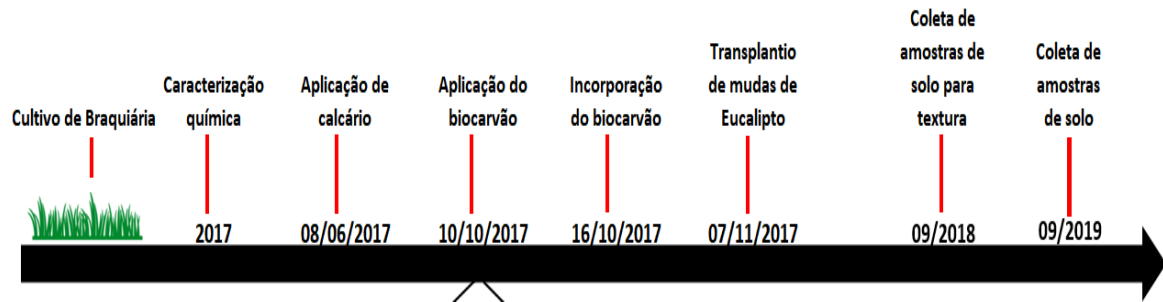 Cultivo de Braquiária
Caracterização
química
Aplicação de
calcário
Aplicação do
biocarvão
Incorporação
do biocarvão
Transplantio
de mudas de
Eucalipto
Coleta de
amostras de
solo para
textura
Coleta de
amostras
de solo
2017
08/06/2017
10/10/2017
16/10/2017
07/11/2017
09/2018
09/2019